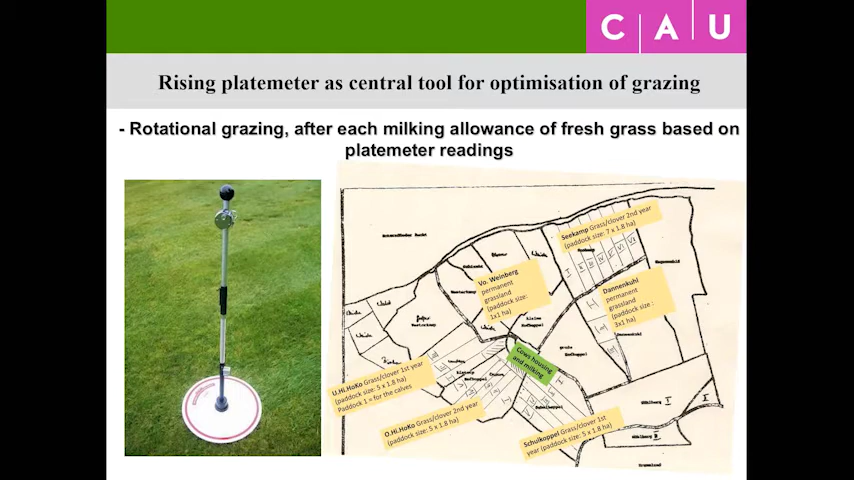 CAU
Rising platemeter as central tool for optimisation of grazing
- Rotational grazing, after each milking allowance of fresh grass based on
platemeter readings
Seekamp Grass/clover 2nd year
(paddock size: 7 x 1.8 ha)
Vo. Weinberg
permanent
grassland
(paddock size:
1x1 ha)
Dannenkuhl
permanent
grassland
(paddock size :
3x1 ha)
Cows housing
and milking
U.Hi.HoKo Grass/clover 1st year
(paddock size: 5 x 1.8 ha)
Paddock 1 = for the calves
O.Hi.HoKo Grass/clover 2nd year
(paddock size: 5 x 1.8 ha)
Schulkoppel Grass/clover 1st
year (paddock size: 5 x 1.8 ha)